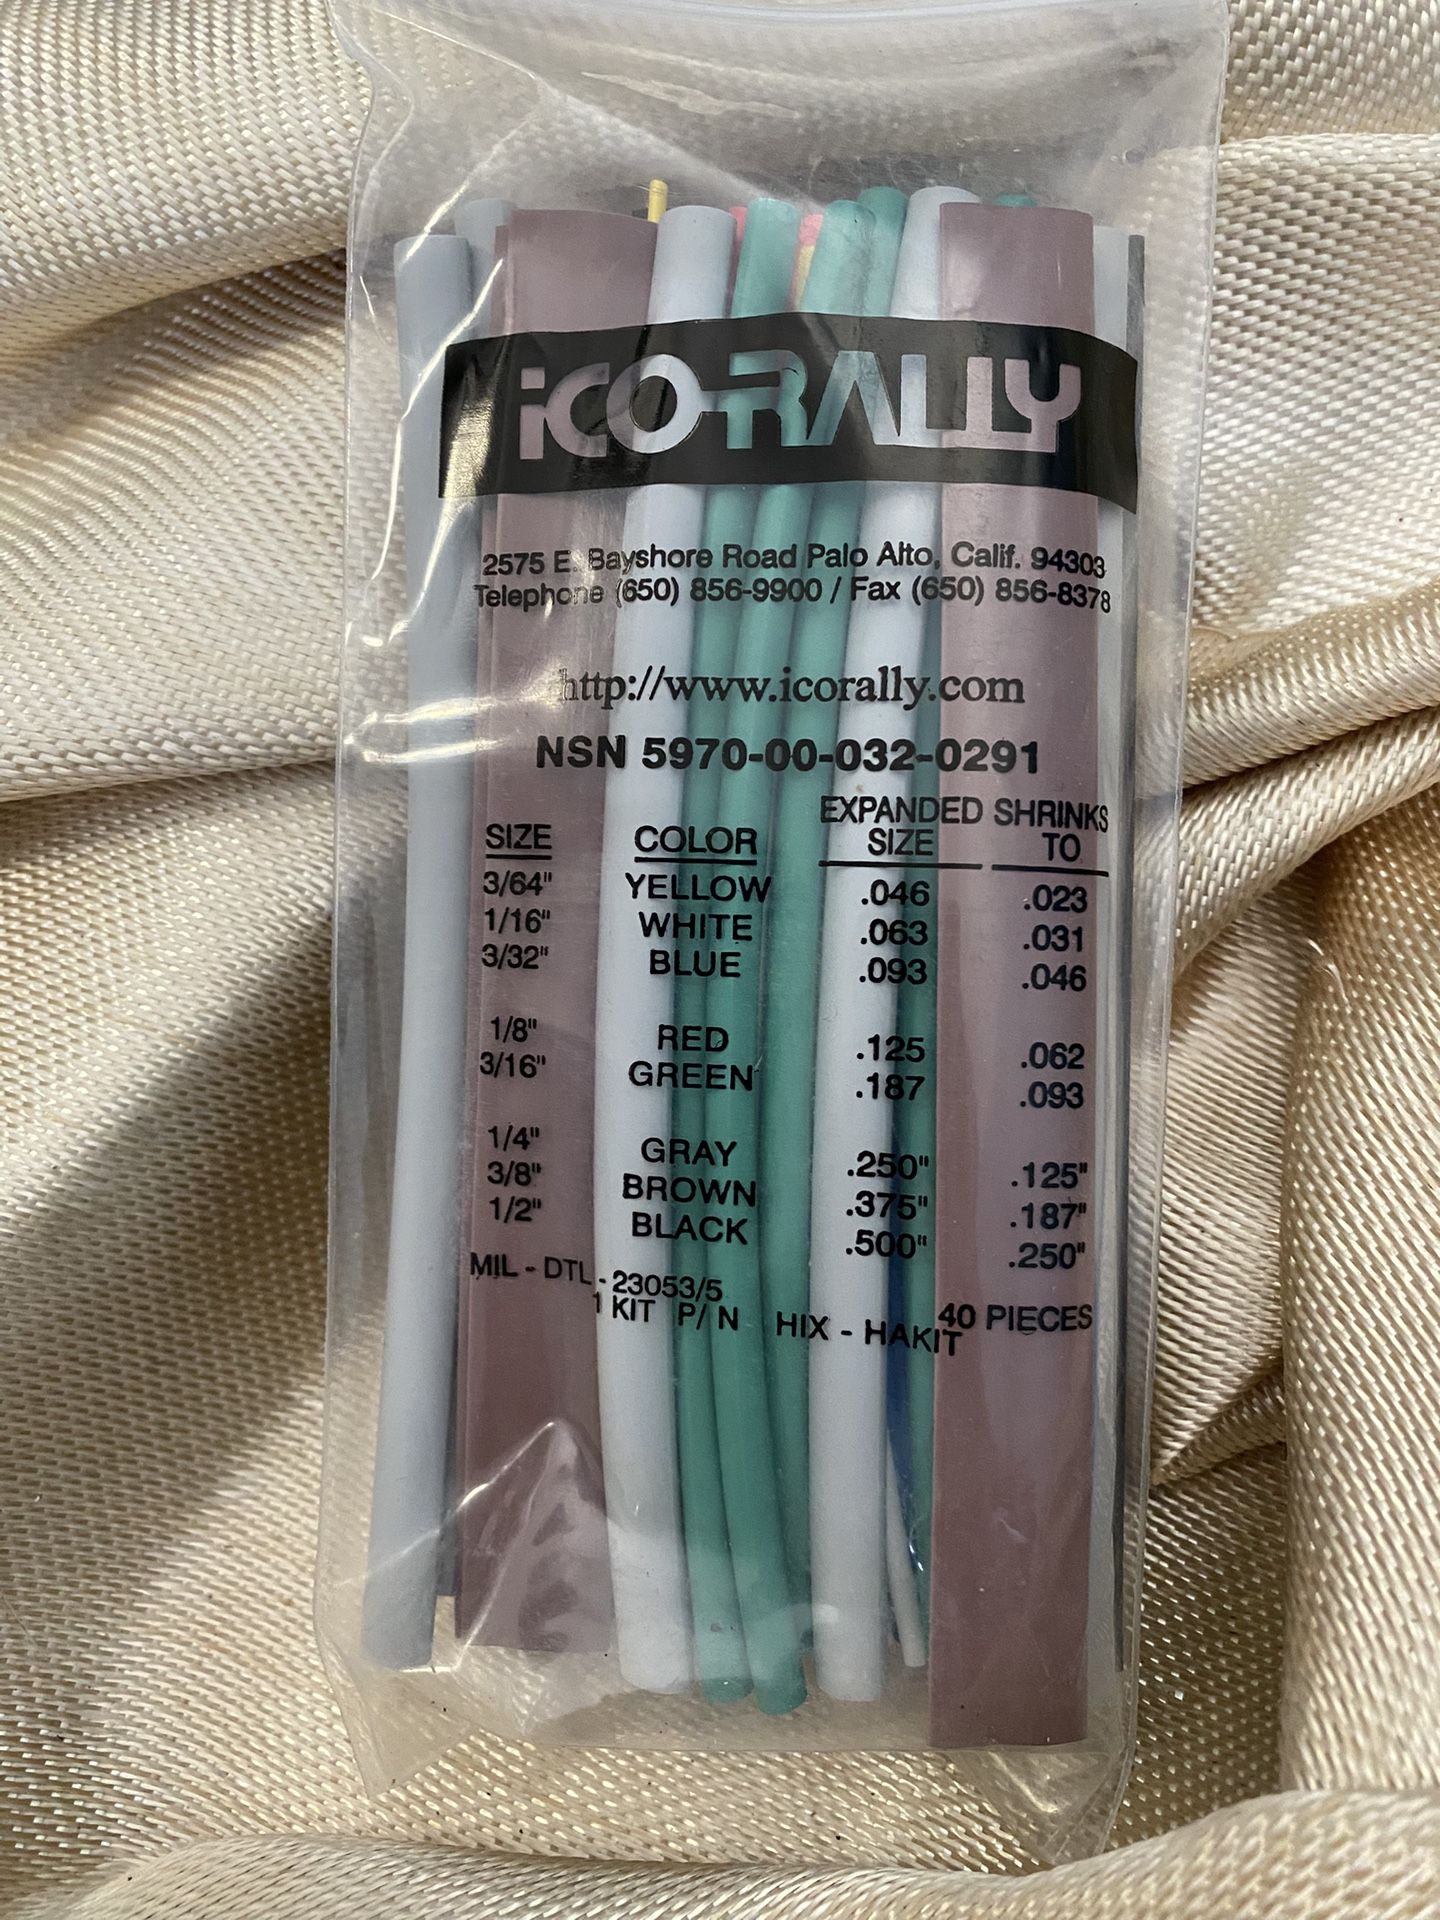 iCO-RALLY
2575 E. Bayshore Road Palo Alto, Calif. 94303
Telephone (650) 856-9900 / Fax (650) 856-8378
http://www.icorally.com
NSN 5970-00-032-0291
EXPANDED SHRINKS
SIZE COLOR SIZE TO
3/64" YELLOW .046 .023
1/16" WHITE .063 .031
3/32" BLUE .093 .046
1/8" RED .125 .062
3/16" GREEN .187 .093
1/4" GRAY .250" .125"
3/8" BROWN .375" .187"
1/2" BLACK .500" .250"
MIL - DTL - 23053/5 40 PIECES
1 KIT P/N HIX - HAKIT